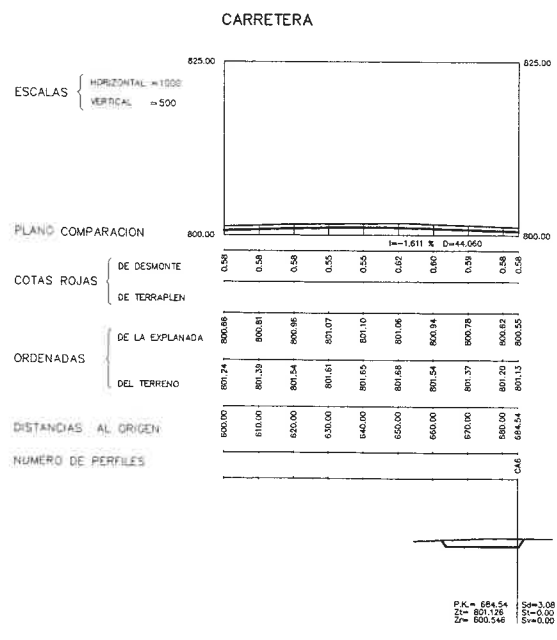 CARRETERA
825.00
825.00
ESCALAS
HORIZONTAL =1000
VERTICAL =500
PLANO COMPARACION
800.00
800.00
I=-1,611 % D=44.060
COTAS ROJAS
DE DESMONTE
0.58 0.58 0.58 0.55 0.55 0.62 0.60 0.59 0.58 0.58
DE TERRAPLEN
ORDENADAS
DE LA EXPLANADA
800.81 800.96 801.07 801.10 801.06 800.94 800.78 800.62 800.55
DEL TERRENO
801.39 801.54 801.61 801.65 801.68 801.54 801.37 801.20 801.13
DISTANCIAS AL ORIGEN
600.00 610.00 620.00 630.00 640.00 650.00 660.00 670.00 680.00 684.54
NUMERO DE PERFILES
CA6
P.K.= 684.54 Sd=3.08
Zt= 801.126 St=0.00
Zr= 600.546 Sv=0.09